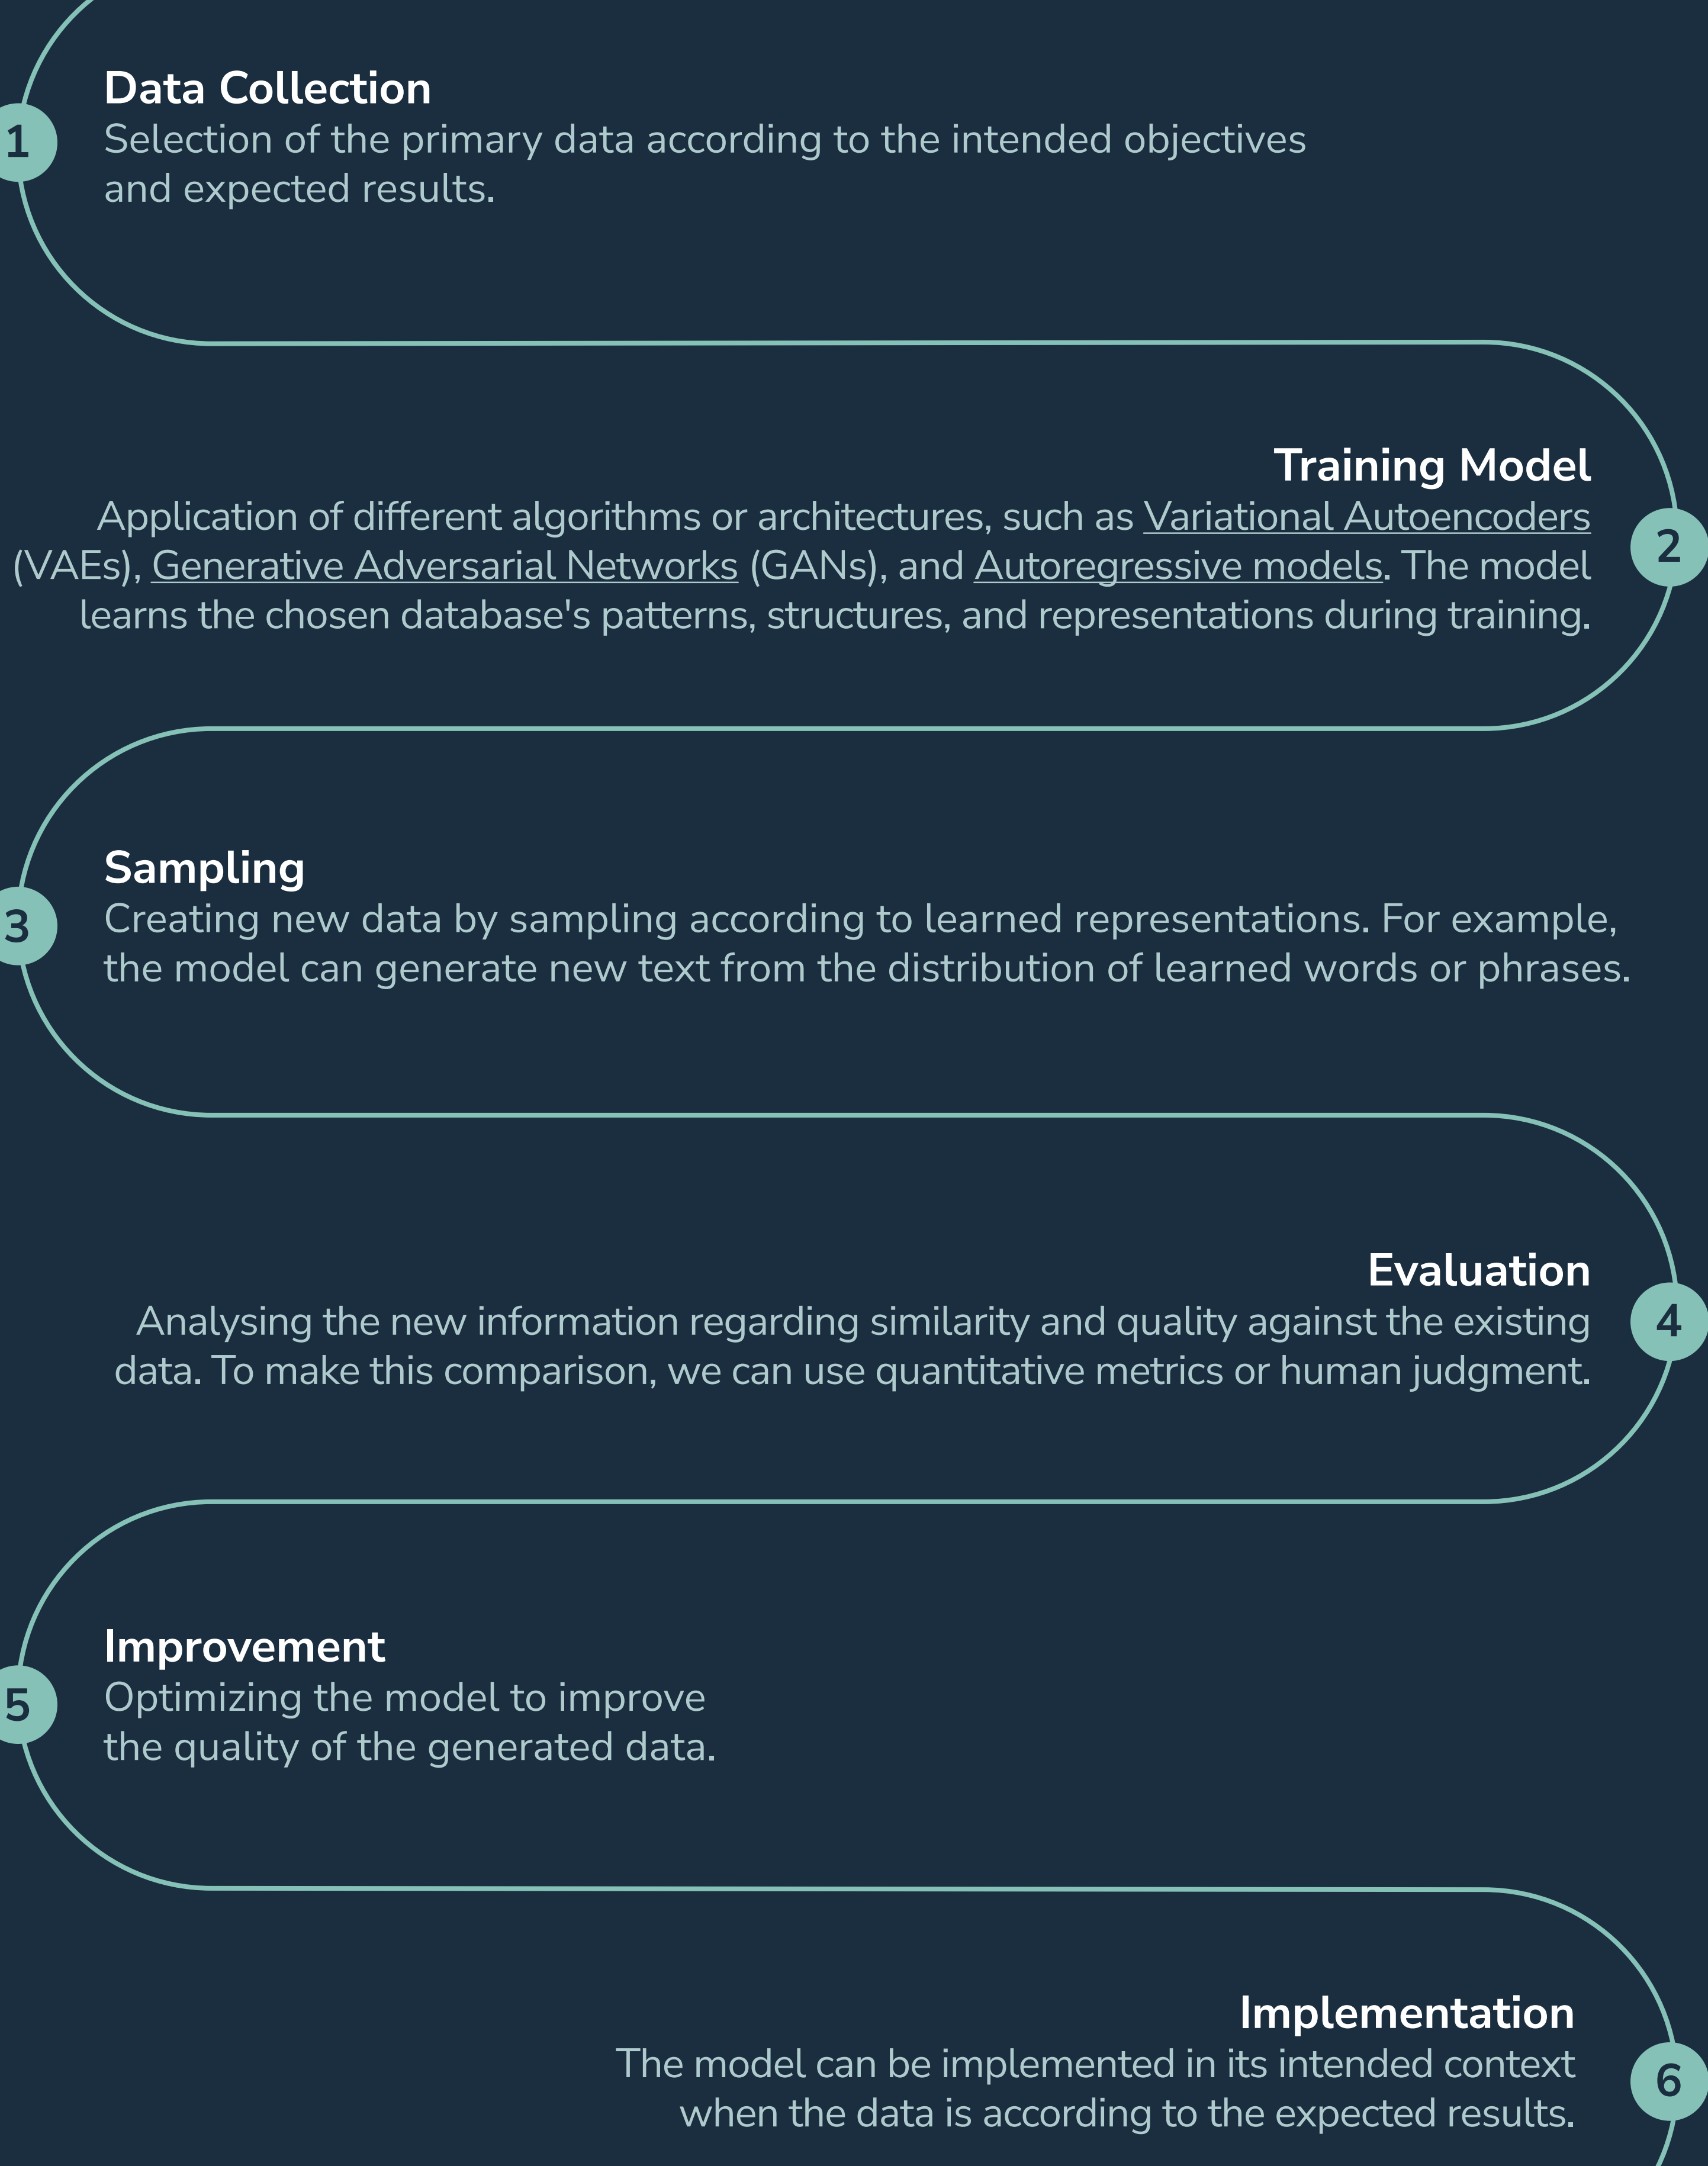 Data Collection
1
Selection of the primary data according to the intended objectives
and expected results.
Training Model
Application of different algorithms or architectures, such as Variational Autoencoders
2
(VAEs), Generative Adversarial Networks (GANs), and Autoregressive models. The model
learns the chosen database's patterns, structures, and representations during training.
Sampling
3
Creating new data by sampling according to learned representations. For example,
the model can generate new text from the distribution of learned words or phrases.
Evaluation
4
Analysing the new information regarding similarity and quality against the existing
data. To make this comparison, we can use quantitative metrics or human judgment.
Improvement
5
Optimizing the model to improve
the quality of the generated data.
Implementation
6
The model can be implemented in its intended context
when the data is according to the expected results.